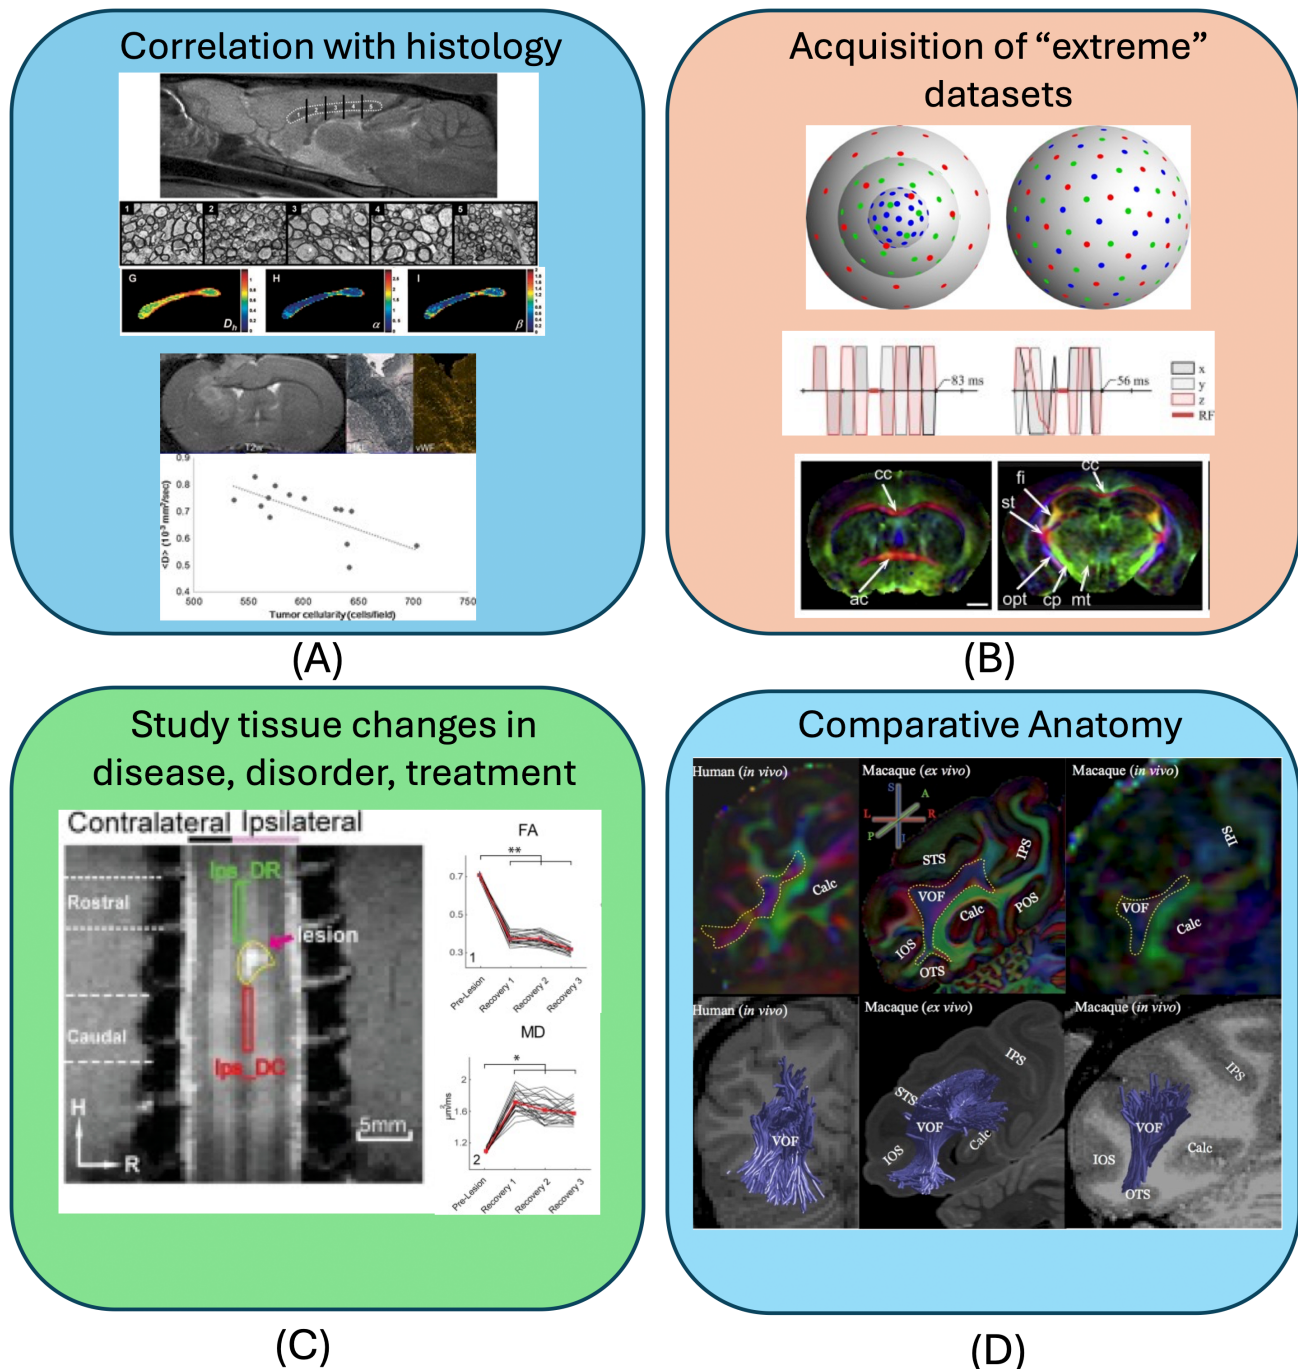 Correlation with histology
1 2 3 4 5
1 2 3 4 5
G H I
Dh α β
T2w H&E vWF
<D> (10⁻³ mm²/sec)
0.9
0.8
0.7
0.6
0.5
0.4
500 550 600 650 700 750
Tumor cellularity (cells/field)
(A)
Acquisition of “extreme”
datasets
83 ms
56 ms
x
y
z
RF
cc
ac
cc
fi
st
opt cp mt
(B)
Study tissue changes in
disease, disorder, treatment
Contralateral Ipsilateral
Ips_DR
Rostral
lesion
Caudal
Ips_DC
H
R
5mm
FA
**
0.7
0.5
0.3
1
Pre-Lesion
Recovery 1
Recovery 2
Recovery 3
MD
*
μm²/ms
2
1.6
1.2
2
Pre-Lesion
Recovery 1
Recovery 2
Recovery 3
(C)
Comparative Anatomy
Human (in vivo)
Calc
Macaque (ex vivo)
S
A
L R
P
I
STS
IPS
VOF
Calc
POS
IOS
OTS
Macaque (in vivo)
IPS
VOF
Calc
Human (in vivo)
VOF
Macaque (ex vivo)
IPS
STS
VOF
Calc
IOS
Macaque (in vivo)
IPS
VOF
Calc
IOS
OTS
(D)